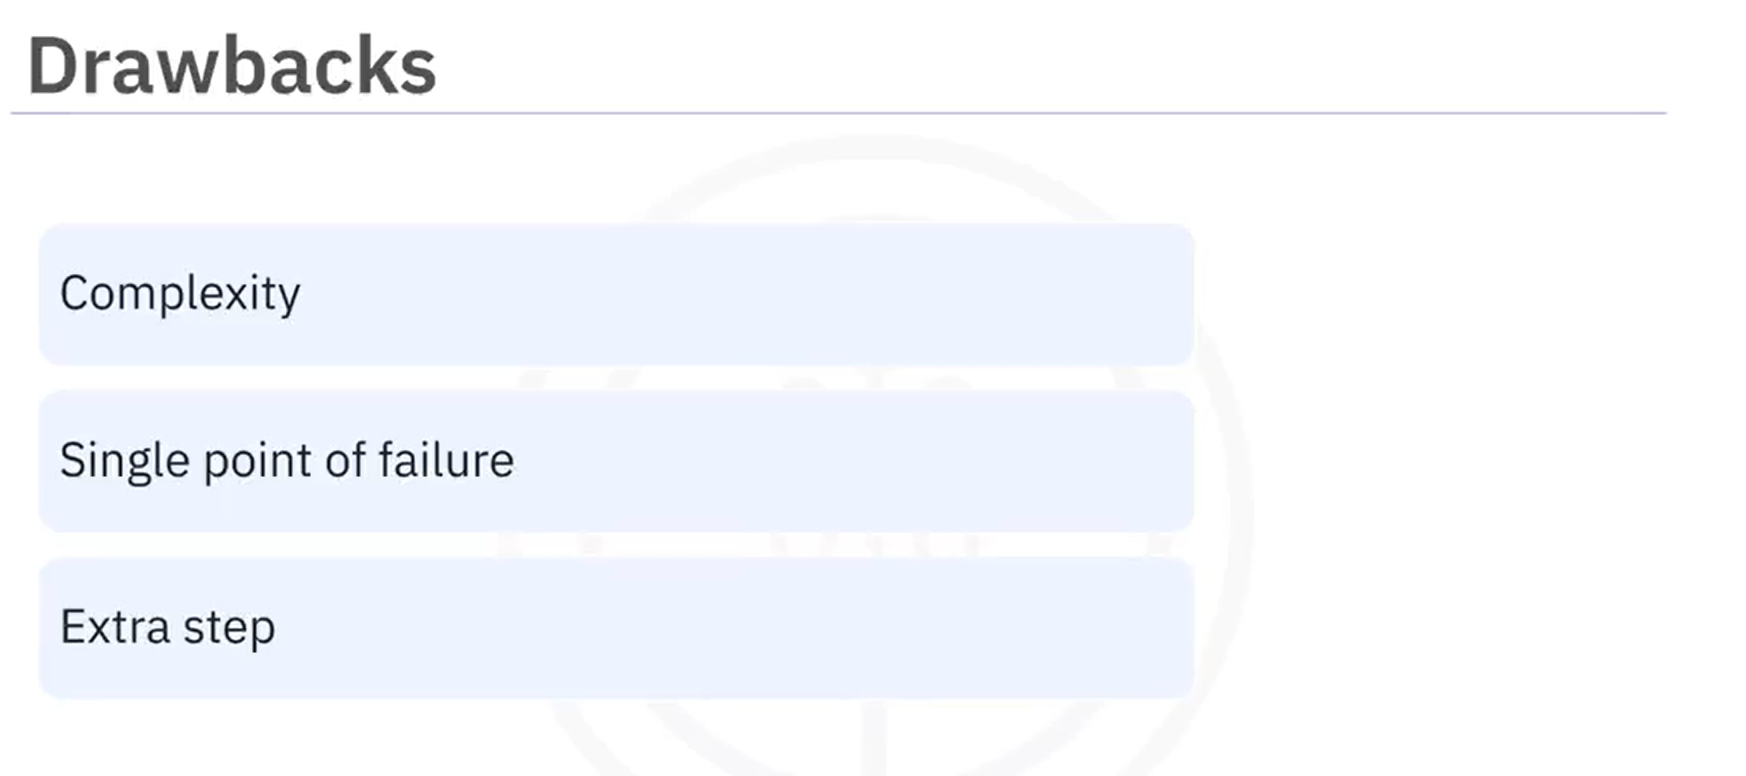 Drawbacks
Complexity
Single point of failure
Extra step